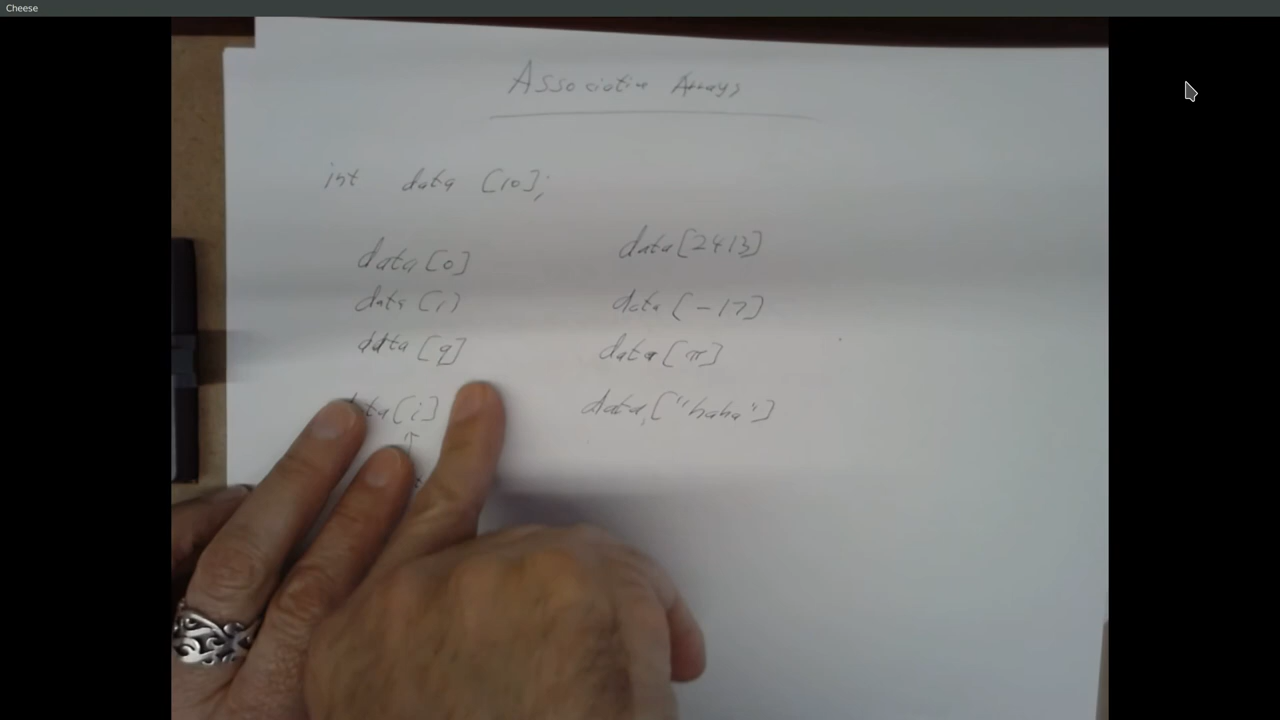 Cheese
Associative Arrays
int data [10];
data [0]
data [1]
data [9]
data[i]
data[2413]
data [-17]
data [π]
data ["haha"]